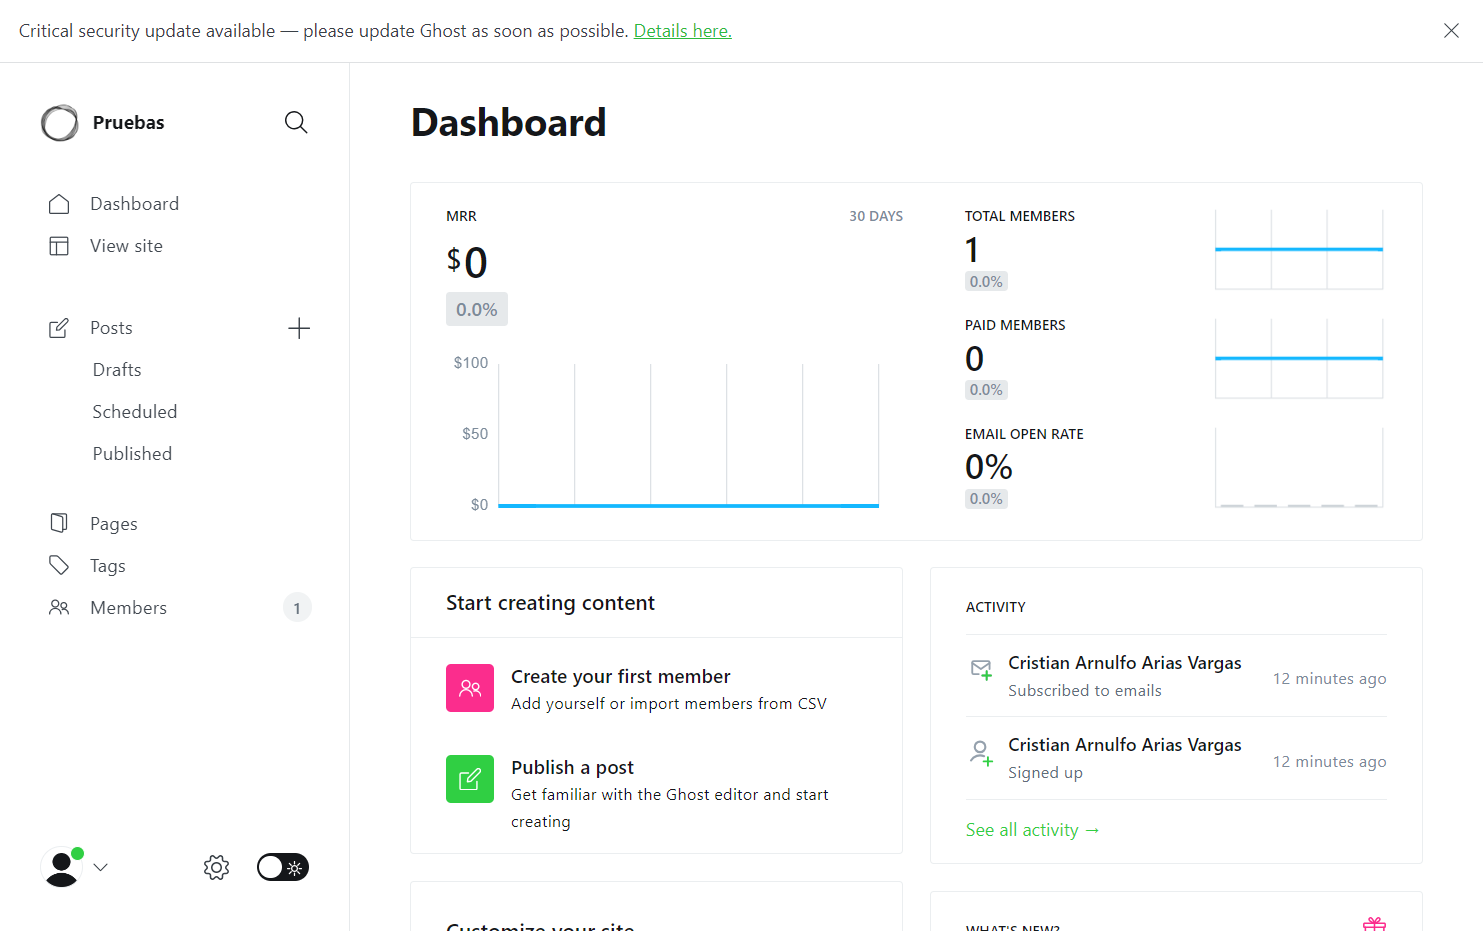 Critical security update available — please update Ghost as soon as possible. Details here.
Pruebas
Dashboard
View site
Posts
Drafts
Scheduled
Published
Pages
Tags
Members
1
Dashboard
MRR
30 DAYS
$0
0.0%
$100
$50
$0
TOTAL MEMBERS
1
0.0%
PAID MEMBERS
0
0.0%
EMAIL OPEN RATE
0%
0.0%
Start creating content
Create your first member
Add yourself or import members from CSV
Publish a post
Get familiar with the Ghost editor and start
creating
Customize your site
ACTIVITY
Cristian Arnulfo Arias Vargas
Subscribed to emails
12 minutes ago
Cristian Arnulfo Arias Vargas
Signed up
12 minutes ago
See all activity →
WHAT'S NEW?